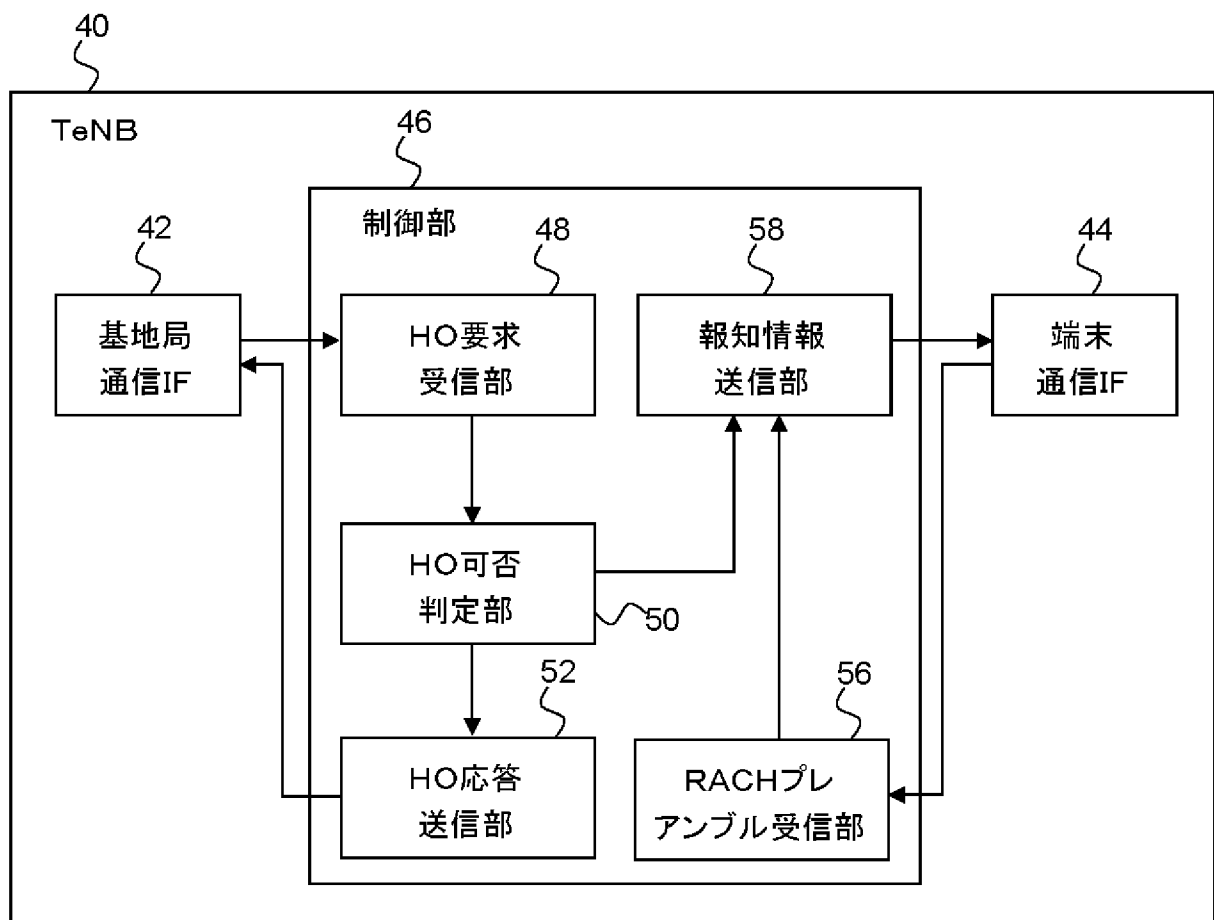 40
TeNB
46
制御部
42
48
58
44
基地局
通信IF
HO要求
受信部
報知情報
送信部
端末
通信IF
HO可否
判定部
50
52
56
HO応答
送信部
RACHプレ
アンブル受信部